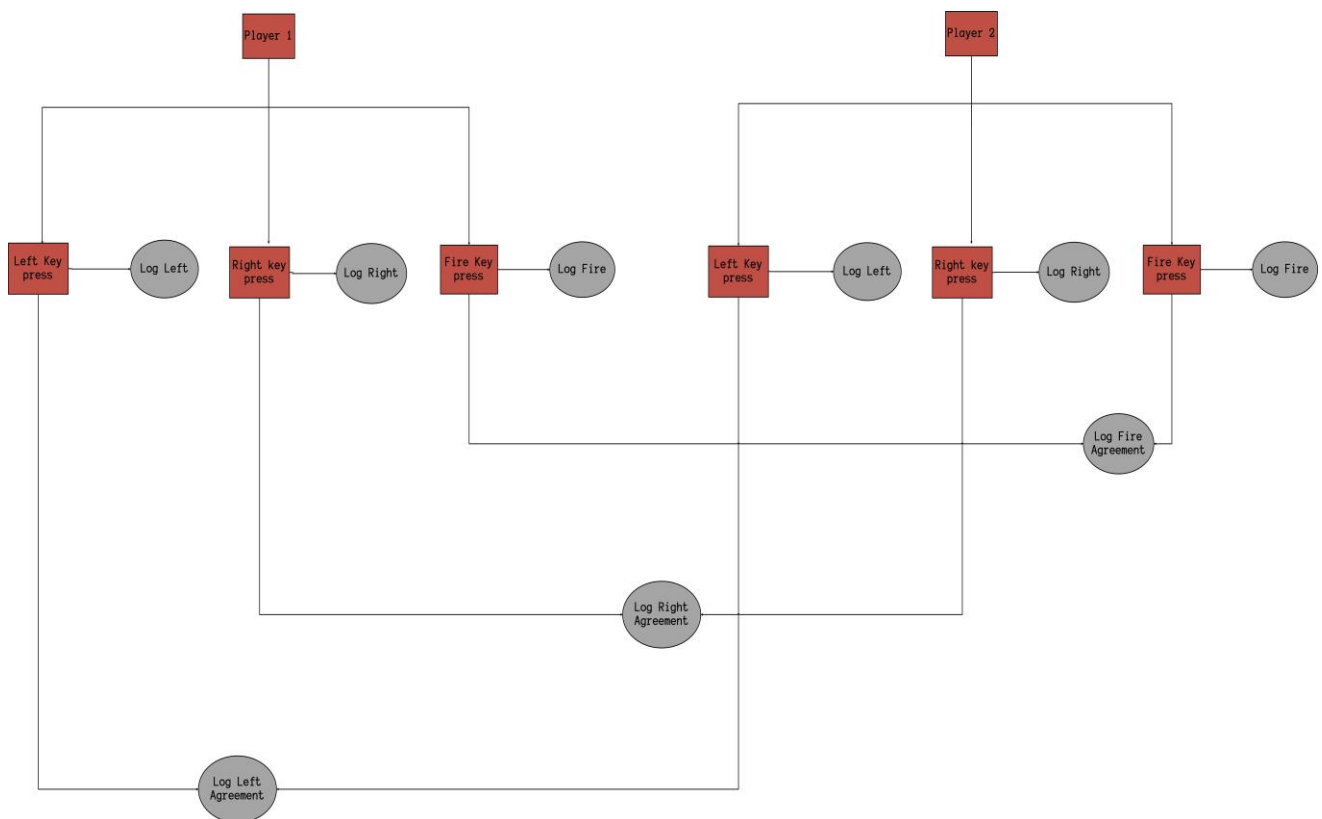 Player 1
Player 2
Left Key
press
Log Left
Right key
press
Log Right
Fire Key
press
Log Fire
Left Key
press
Log Left
Right key
press
Log Right
Fire Key
press
Log Fire
Log Fire
Agreement
Log Right
Agreement
Log Left
Agreement